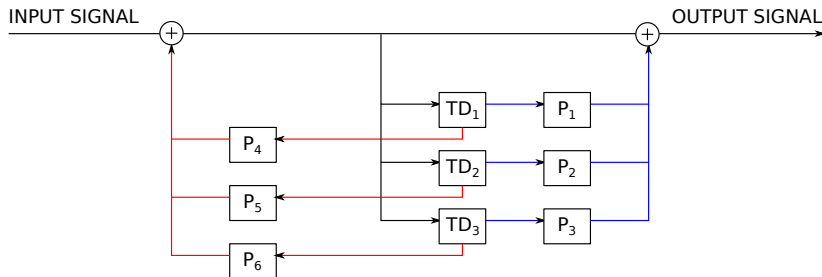 INPUT SIGNAL
OUTPUT SIGNAL
+
+
TD₁
P₁
P₄
TD₂
P₂
P₅
TD₃
P₃
P₆